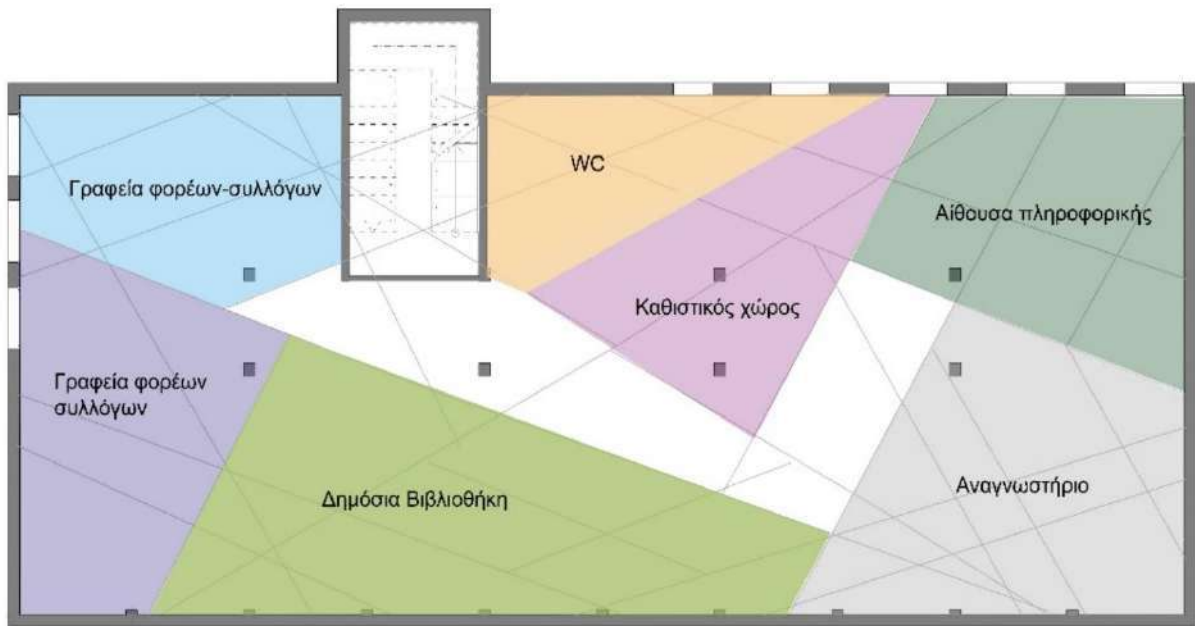 WC
Γραφεία φορέων-συλλόγων
Αίθουσα πληροφορικής
Καθιστικός χώρος
Γραφεία φορέων
συλλόγων
Δημόσια Βιβλιοθήκη
Αναγνωστήριο